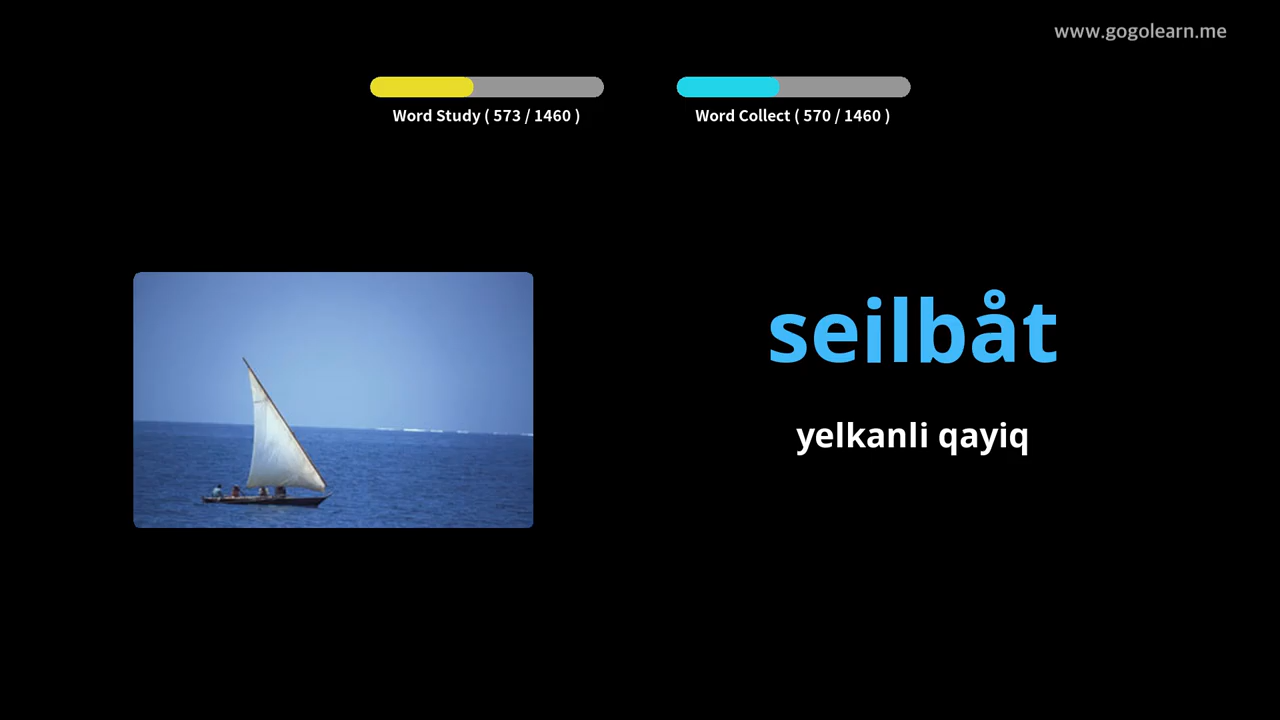 www.gogolearn.me
Word Study ( 573 / 1460 )
Word Collect ( 570 / 1460 )
seilbåt
yelkanli qayiq